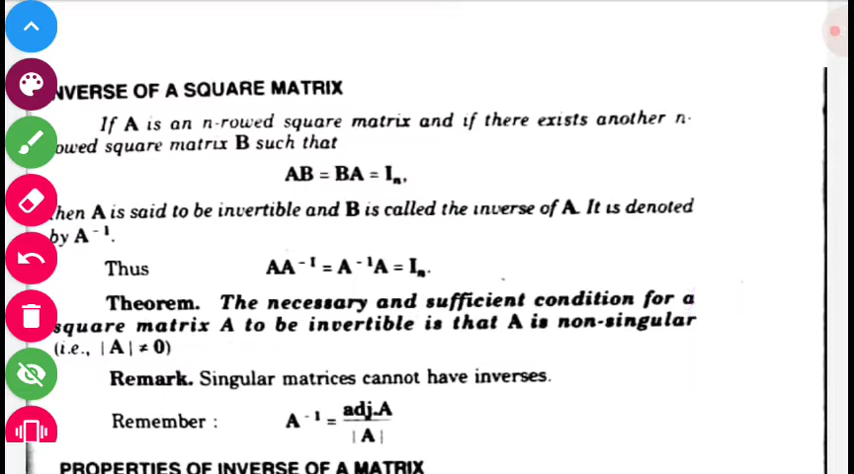 NVERSE OF A SQUARE MATRIX
If A is an n-rowed square matrix and if there exists another n-
owed square matrix B such that
AB = BA = Iₙ,
hen A is said to be invertible and B is called the inverse of A. It is denoted
by A⁻¹.
Thus AA⁻¹ = A⁻¹A = Iₙ.
Theorem. The necessary and sufficient condition for a
square matrix A to be invertible is that A is non-singular
(i.e., |A| ≠ 0)
Remark. Singular matrices cannot have inverses.
Remember : A⁻¹ = adj.A / |A|
PROPERTIES OF INVERSE OF A MATRIX